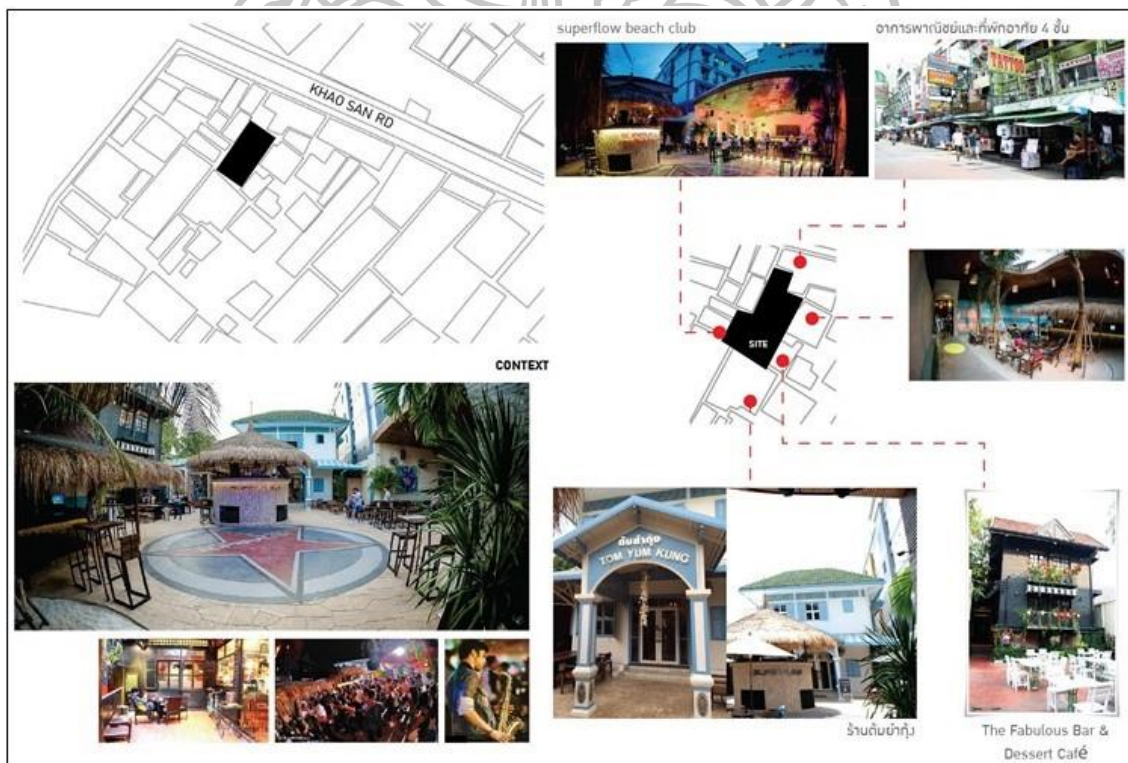 superflow beach club
อาการพาณิชย์และที่พักอาศัย 4 ชั้น
KHAO SAN RD
TATTOO
SITE
CONTEXT
ต้มยำกุ้ง
TOM YUM KUNG
ร้านต้มยำกุ้ง
The Fabulous Bar &
Dessert Café